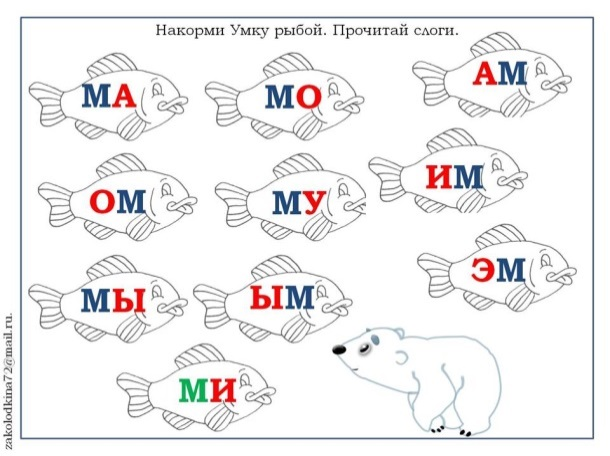 Накорми Умку рыбой. Прочитай слоги.
МА
МО
АМ
ОМ
МУ
ИМ
МЫ
ЫМ
ЭМ
МИ
zakolodkina72@mail.ru.